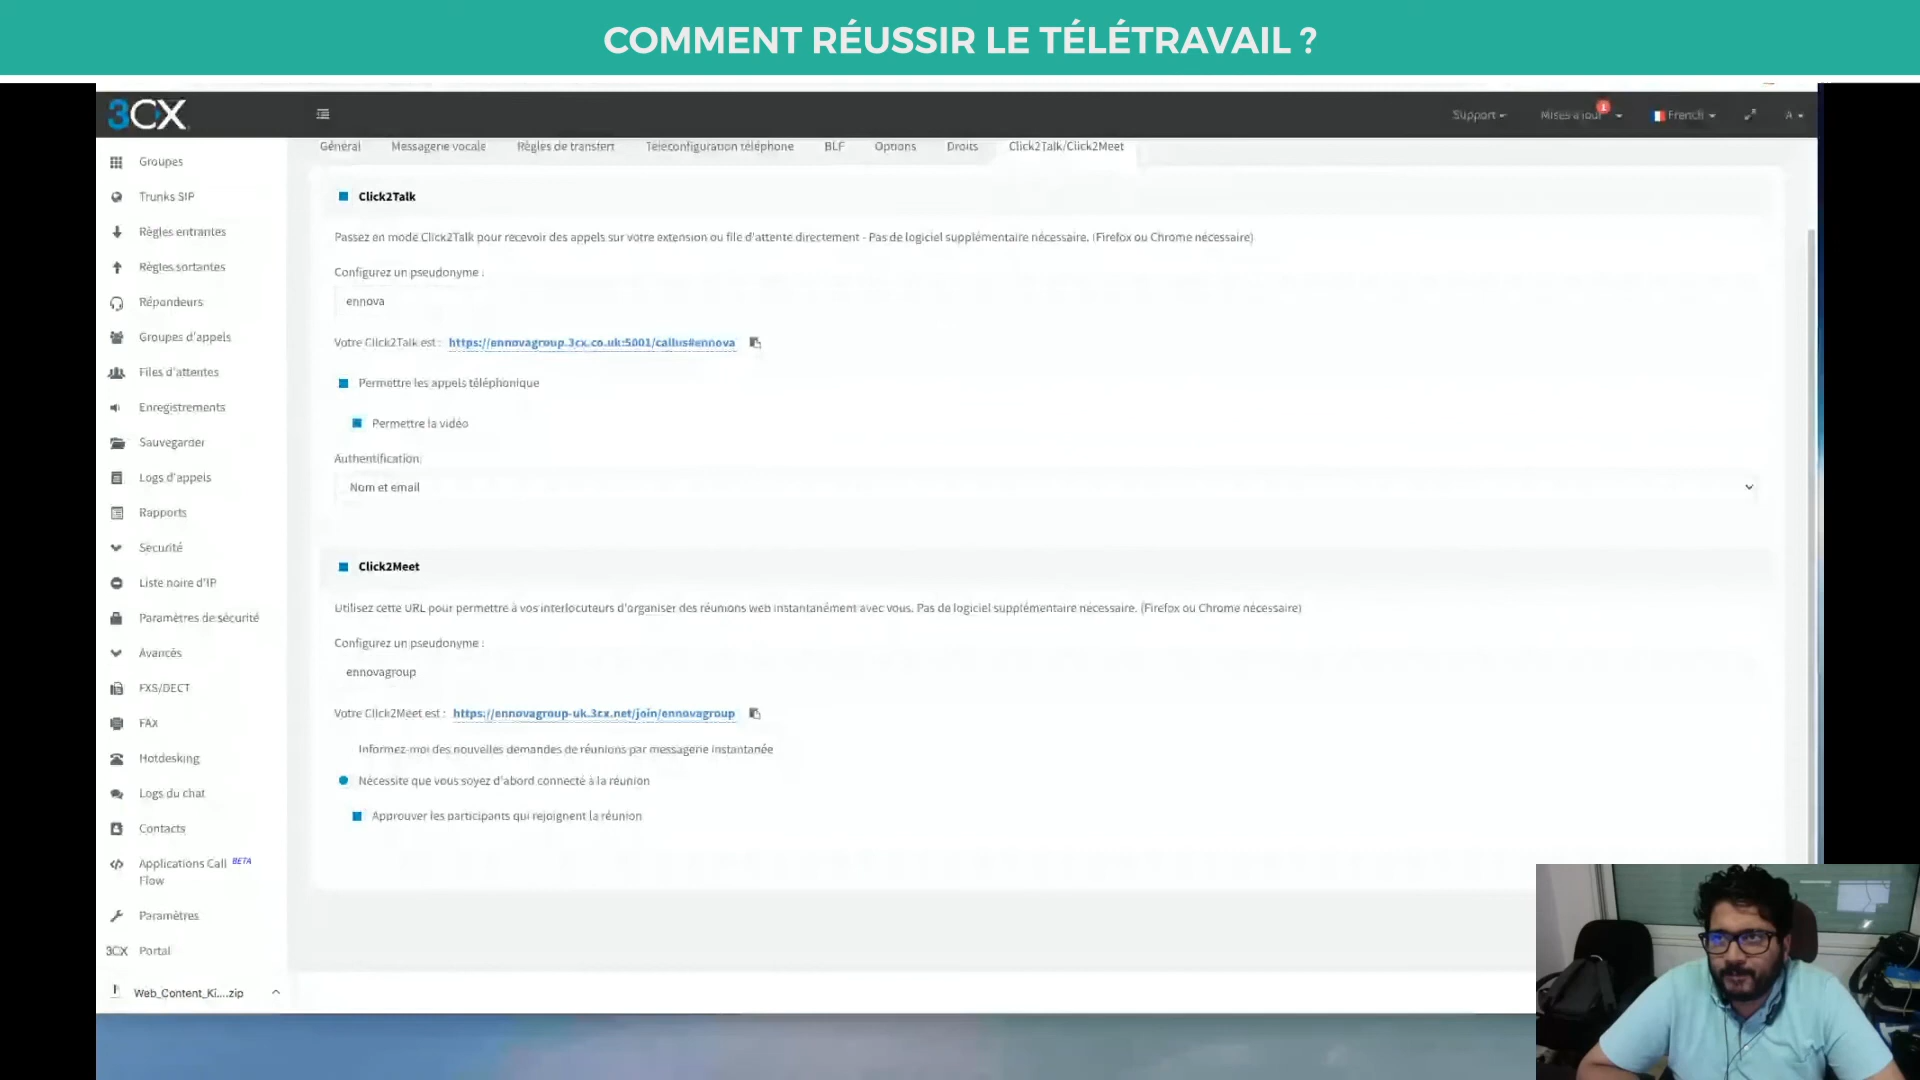 COMMENT RÉUSSIR LE TÉLÉTRAVAIL ?
3CX
Support
Mises à jour 1
French
A
Groupes
Trunks SIP
Règles entrantes
Règles sortantes
Répondeurs
Groupes d'appels
Files d'attentes
Enregistrements
Sauvegarder
Logs d'appels
Rapports
Sécurité
Liste noire d'IP
Paramètres de sécurité
Avancés
FXS/DECT
FAX
Hotdesking
Logs du chat
Contacts
Applications Call BETA
Flow
Paramètres
3CX Portal
Web_Content_Ki....zip
Général Messagerie vocale Règles de transfert Téléconfiguration téléphone BLF Options Droits Click2Talk/Click2Meet
Click2Talk
Passez en mode Click2Talk pour recevoir des appels sur votre extension ou file d'attente directement - Pas de logiciel supplémentaire nécessaire. (Firefox ou Chrome nécessaire)
Configurez un pseudonyme :
ennova
Votre Click2Talk est : https://ennovagroup.3cx.co.uk:5001/callus#ennova
Permettre les appels téléphonique
Permettre la vidéo
Authentification:
Nom et email
Click2Meet
Utilisez cette URL pour permettre à vos interlocuteurs d'organiser des réunions web instantanément avec vous. Pas de logiciel supplémentaire nécessaire. (Firefox ou Chrome nécessaire)
Configurez un pseudonyme :
ennovagroup
Votre Click2Meet est : https://ennovagroup-uk.3cx.net/join/ennovagroup
Informez-moi des nouvelles demandes de réunions par messagerie instantanée
Nécessite que vous soyez d'abord connecté à la réunion
Approuver les participants qui rejoignent la réunion